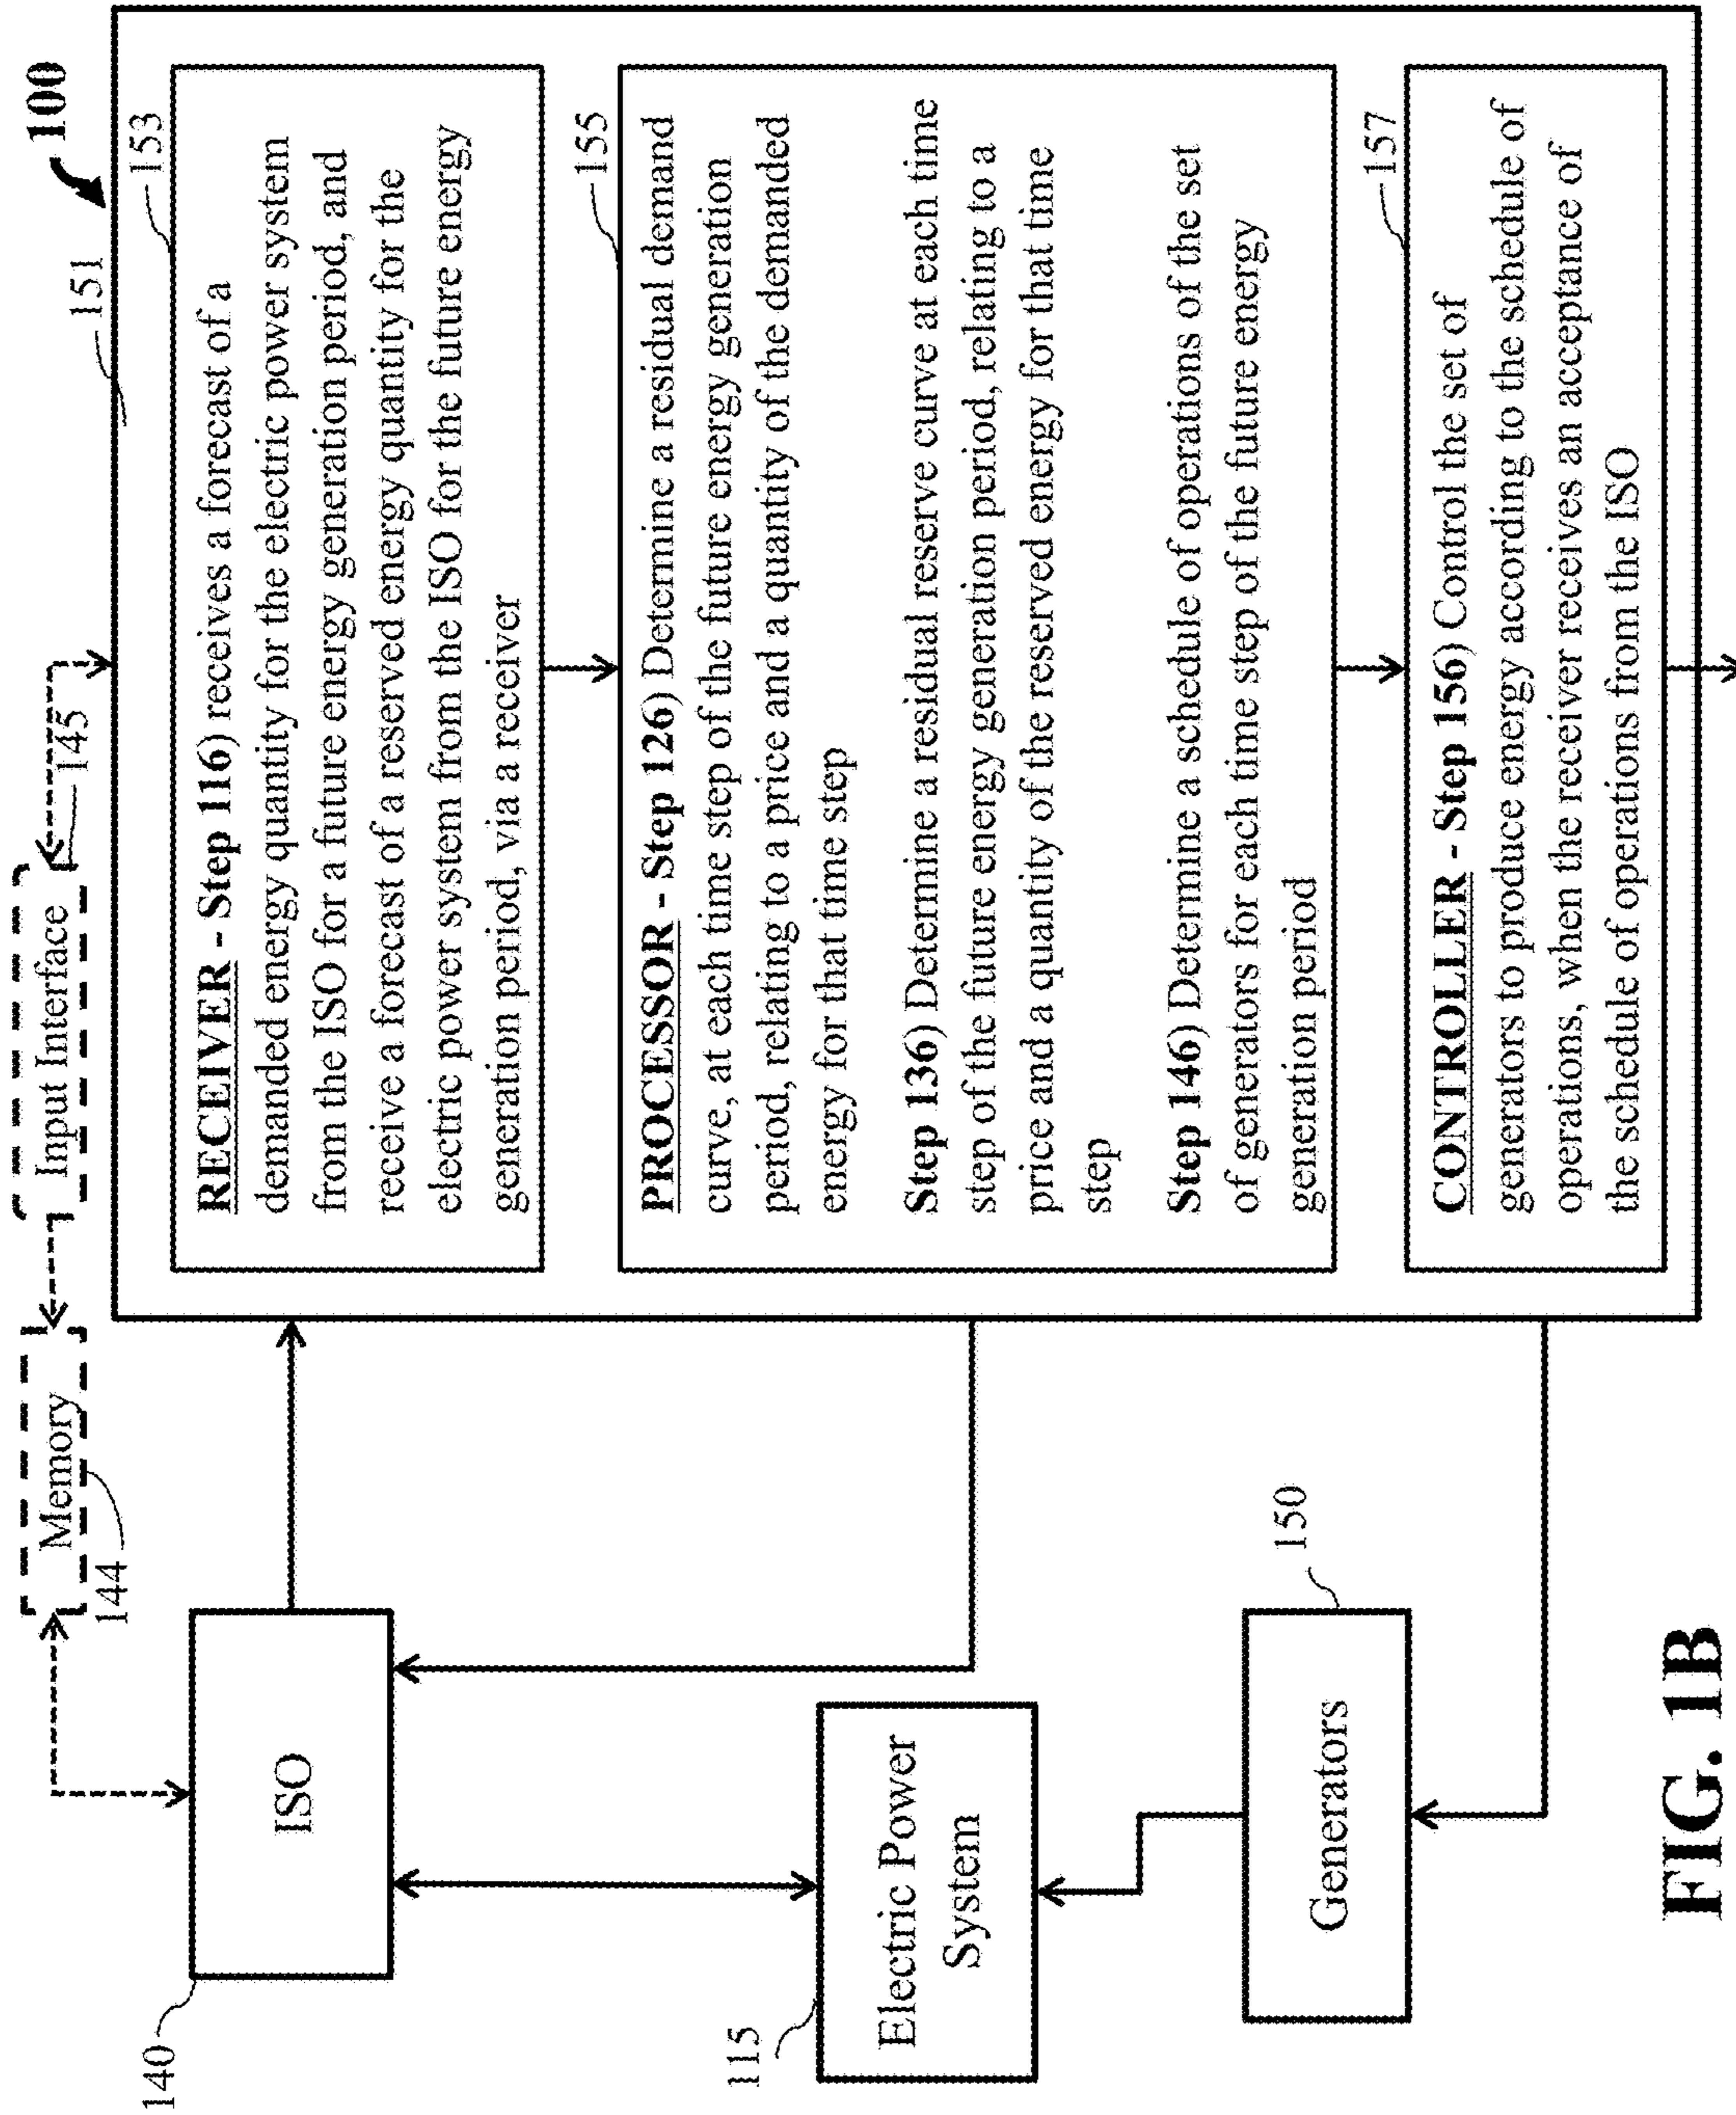 100
151
Memory
144
Input Interface
145
140
ISO
115
Electric Power
System
150
Generators
153
RECEIVER - Step 116) receives a forecast of a
demanded energy quantity for the electric power system
from the ISO for a future energy generation period, and
receive a forecast of a reserved energy quantity for the
electric power system from the ISO for the future energy
generation period, via a receiver
155
PROCESSOR - Step 126) Determine a residual demand
curve, at each time step of the future energy generation
period, relating to a price and a quantity of the demanded
energy for that time step
Step 136) Determine a residual reserve curve at each time
step of the future energy generation period, relating to a
price and a quantity of the reserved energy for that time
step
Step 146) Determine a schedule of operations of the set
of generators for each time step of the future energy
generation period
157
CONTROLLER - Step 156) Control the set of
generators to produce energy according to the schedule of
operations, when the receiver receives an acceptance of
the schedule of operations from the ISO
FIG. 1B